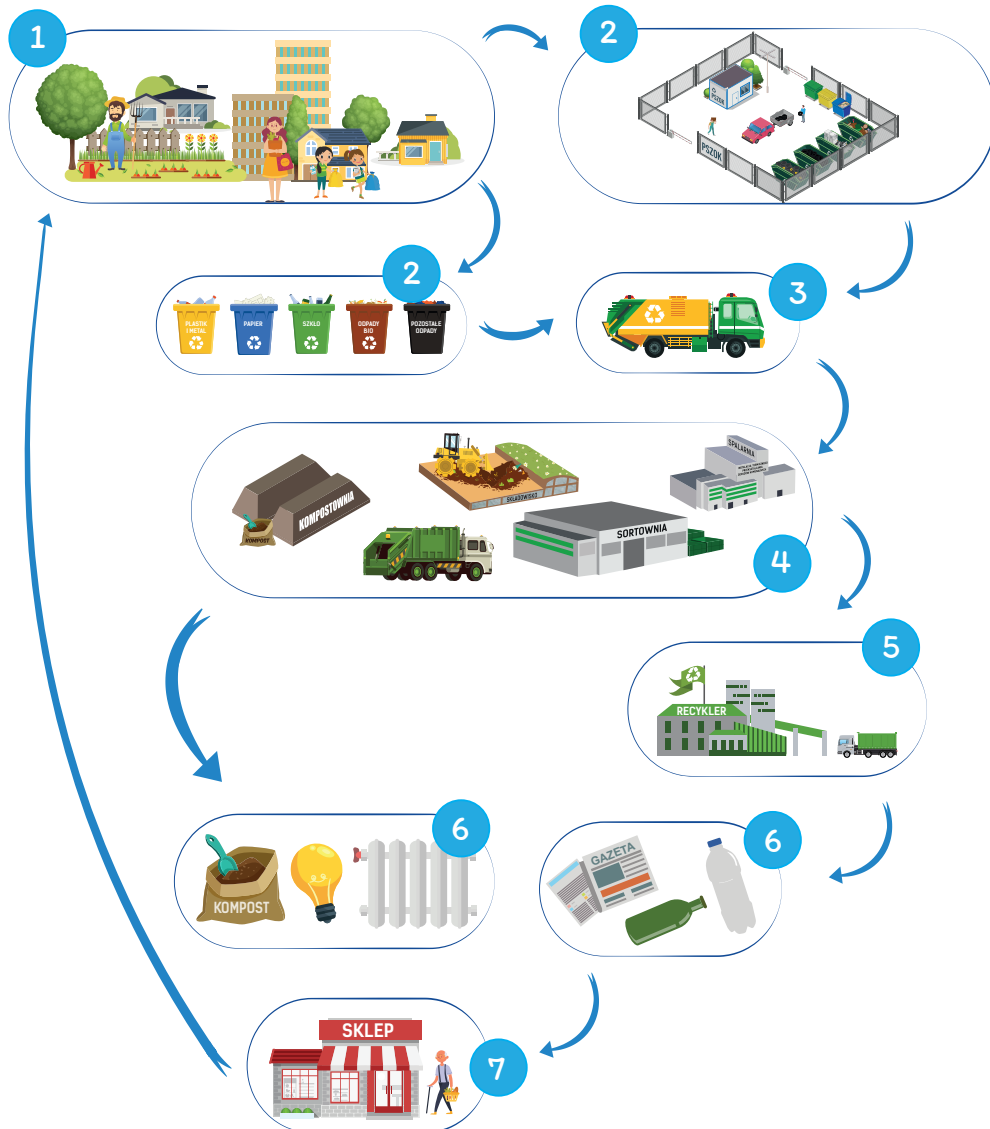 1
2
PSZOK
PSZOK
2
PLASTIK
I METAL
PAPIER
SZKŁO
ODPADY
BIO
POZOSTAŁE
ODPADY
3
KOMPOSTOWNIA
KOMPOST
SKŁADOWISKO
SORTOWNIA
SPALARNIA
4
5
RECYKLER
6
KOMPOST
6
GAZETA
SKLEP
7